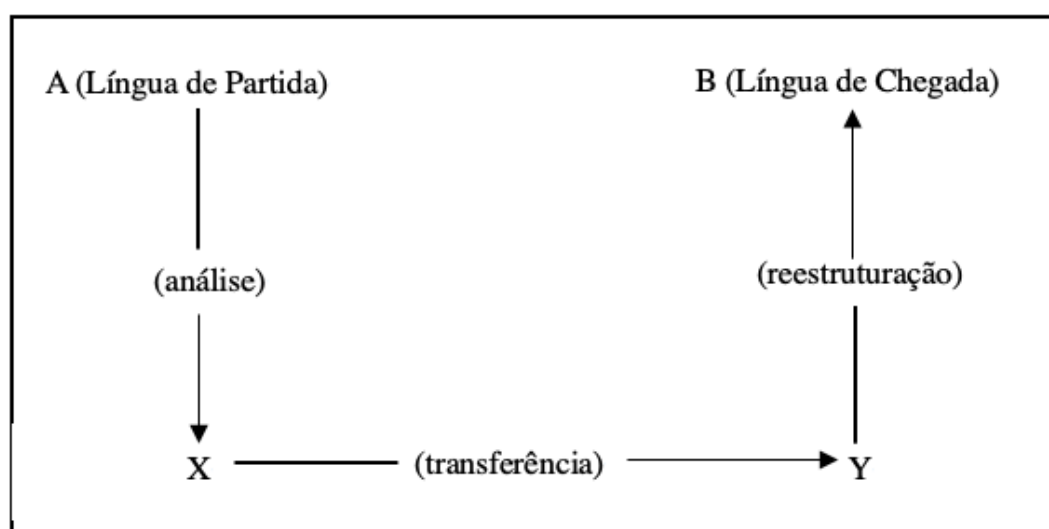 A (Língua de Partida)
B (Língua de Chegada)
(análise)
(reestruturação)
X
(transferência)
Y